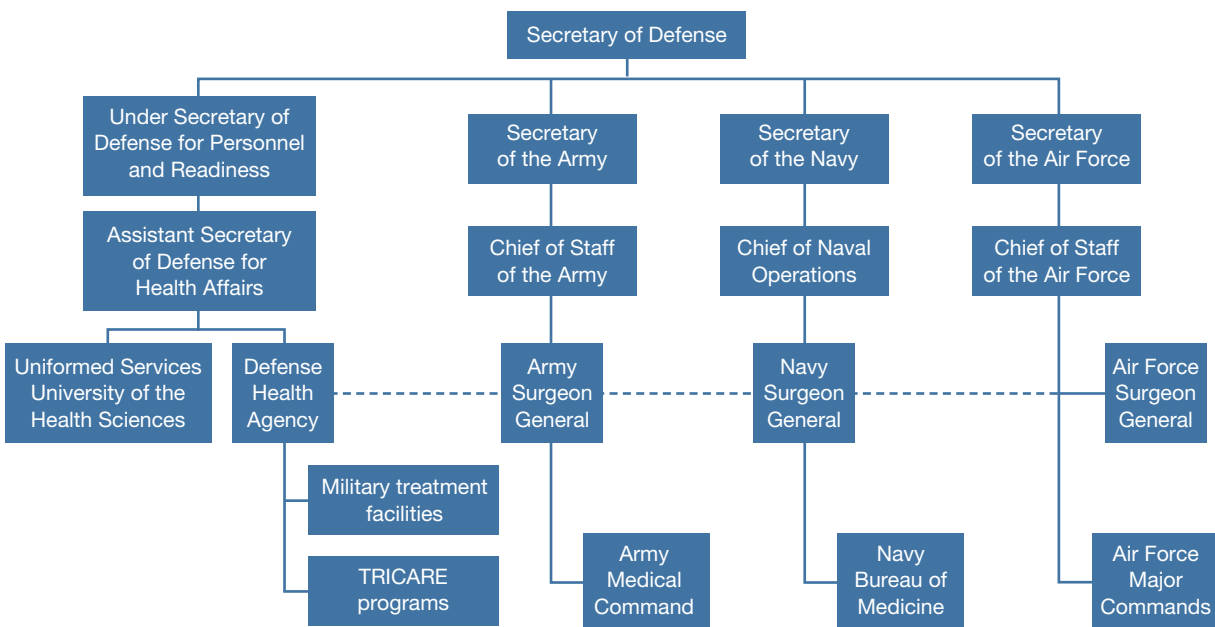 Secretary of Defense
Under Secretary of
Defense for Personnel
and Readiness
Secretary
of the Army
Secretary
of the Navy
Secretary
of the Air Force
Assistant Secretary
of Defense for
Health Affairs
Chief of Staff
of the Army
Chief of Naval
Operations
Chief of Staff
of the Air Force
Uniformed Services
University of the
Health Sciences
Defense
Health
Agency
Army
Surgeon
General
Navy
Surgeon
General
Air Force
Surgeon
General
Military treatment
facilities
TRICARE
programs
Army
Medical
Command
Navy
Bureau of
Medicine
Air Force
Major
Commands